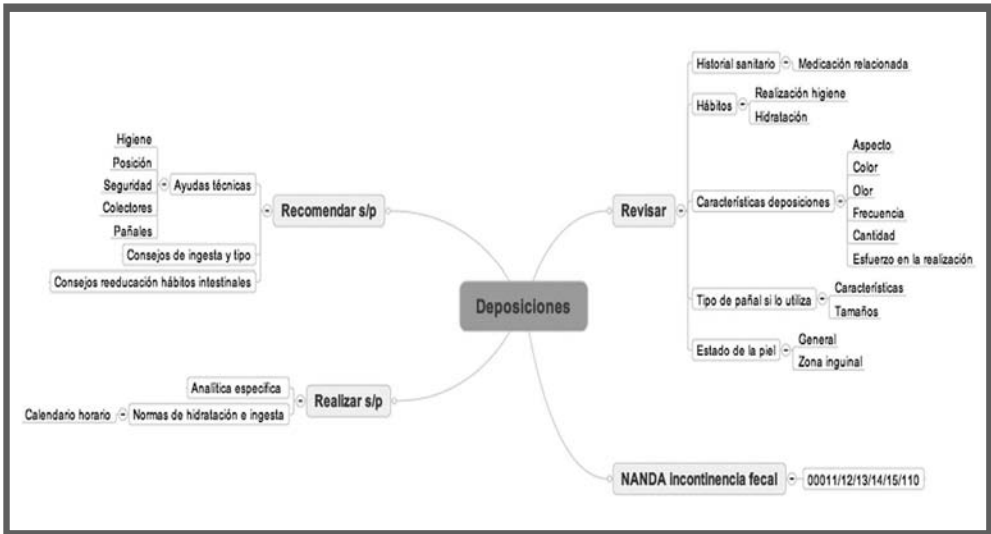 Deposiciones
Revisar
Historial sanitario
Medicación relacionada
Hábitos
Realización higiene
Hidratación
Características deposiciones
Aspecto
Color
Olor
Frecuencia
Cantidad
Esfuerzo en la realización
Tipo de pañal si lo utiliza
Características
Tamaños
Estado de la piel
General
Zona inguinal
NANDA incontinencia fecal
00011/12/13/14/15/110
Recomendar s/p
Ayudas técnicas
Higiene
Posición
Seguridad
Colectores
Pañales
Consejos de ingesta y tipo
Consejos reeducación hábitos intestinales
Realizar s/p
Analítica especifica
Normas de hidratación e ingesta
Calendario horario